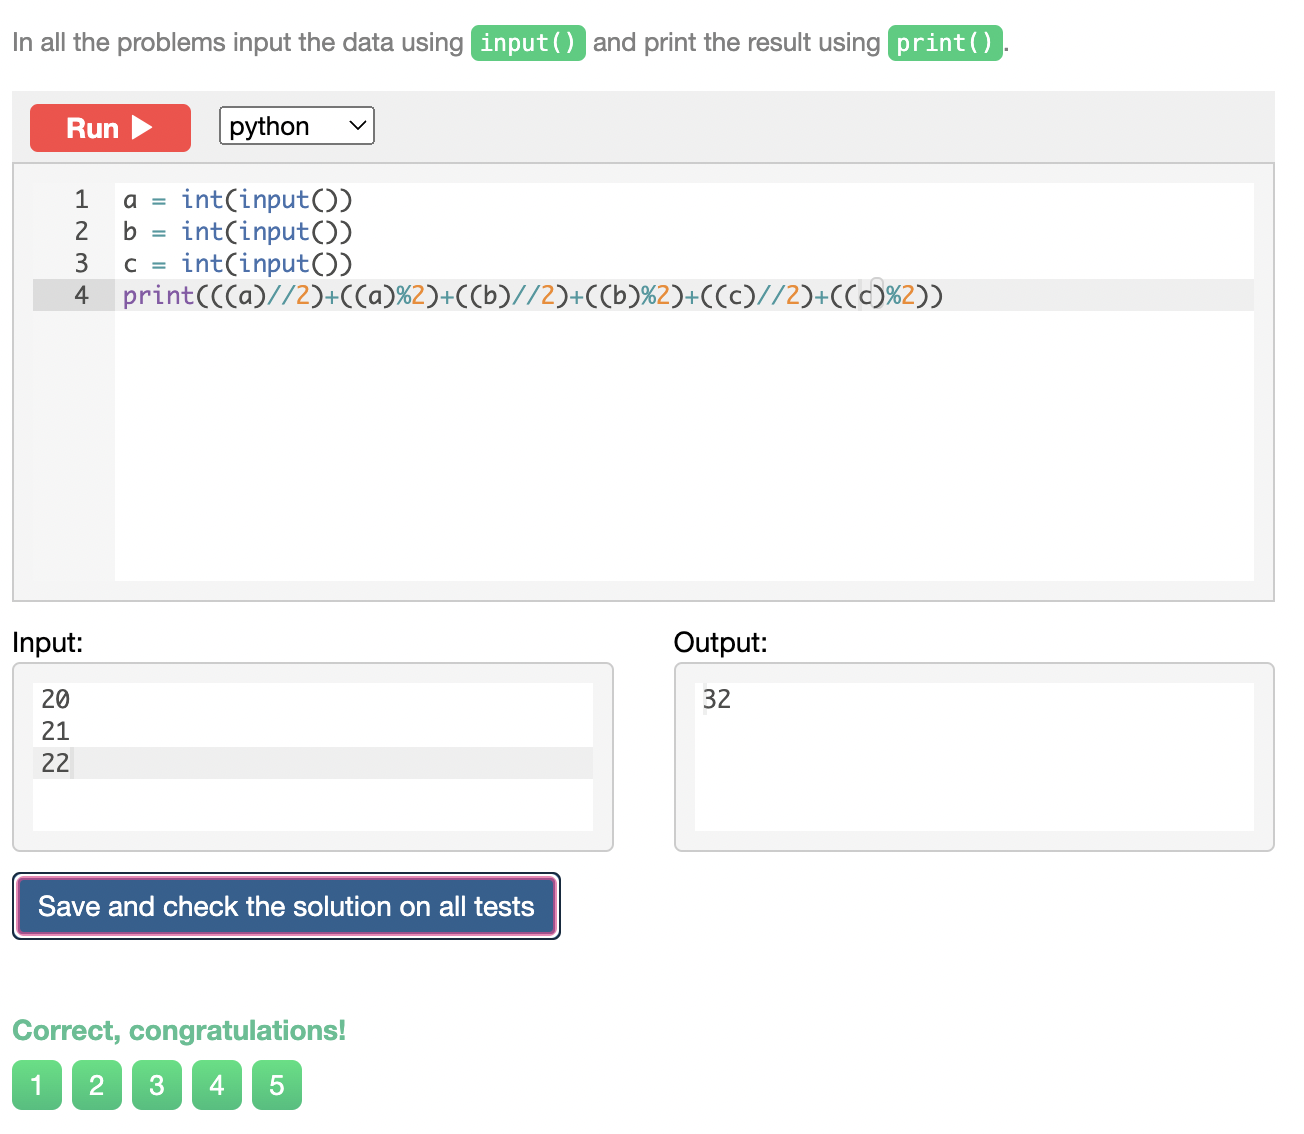 In all the problems input the data using input() and print the result using print().
Run
python
1 a = int(input())
2 b = int(input())
3 c = int(input())
4 print(((a)//2)+((a)%2)+((b)//2)+((b)%2)+((c)//2)+((c)%2))
Input:
Output:
20
32
21
22
Save and check the solution on all tests
Correct, congratulations!
1 2 3 4 5